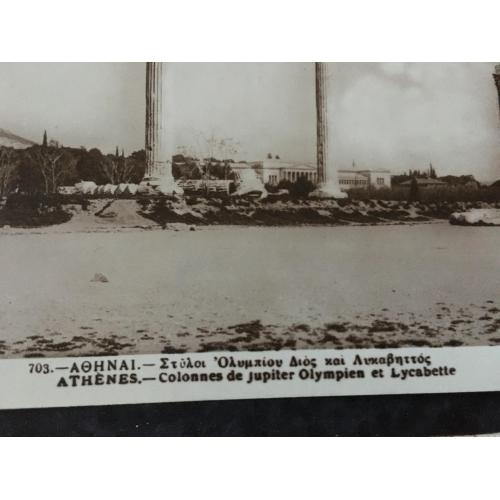 703.—ΑΘΗΝΑΙ.— Στῦλοι Ὀλυμπίου Διὸς καὶ Λυκαβηττός
ATHÈNES.—Colonnes de Jupiter Olympien et Lycabette